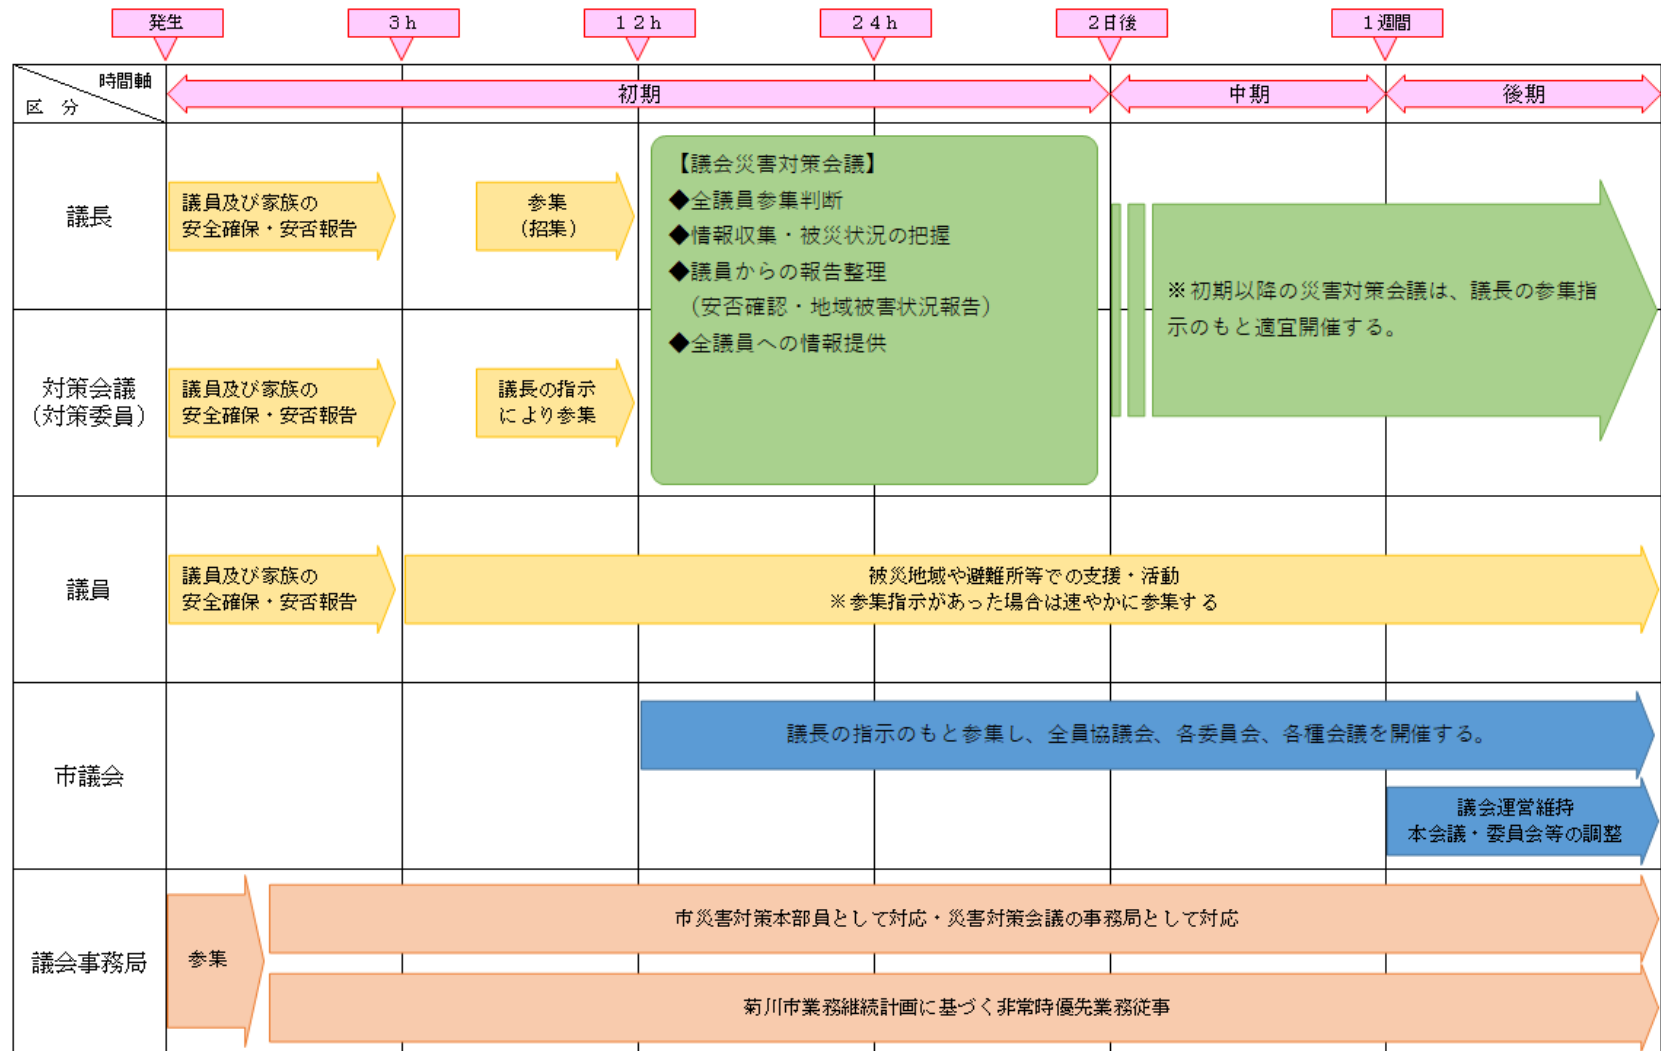 発生
３ｈ
１２ｈ
２４ｈ
２日後
１週間
時間軸
区　分
初期
中期
後期
議長
議員及び家族の
安全確保・安否報告
参集
（招集）
【議会災害対策会議】
◆全議員参集判断
◆情報収集・被災状況の把握
◆議員からの報告整理
（安否確認・地域被害状況報告）
◆全議員への情報提供
※初期以降の災害対策会議は、議長の参集指
示のもと適宜開催する。
対策会議
（対策委員）
議員及び家族の
安全確保・安否報告
議長の指示
により参集
議員
議員及び家族の
安全確保・安否報告
被災地域や避難所等での支援・活動
※参集指示があった場合は速やかに参集する
市議会
議長の指示のもと参集し、全員協議会、各委員会、各種会議を開催する。
議会運営維持
本会議・委員会等の調整
議会事務局
参集
市災害対策本部員として対応・災害対策会議の事務局として対応
菊川市業務継続計画に基づく非常時優先業務従事